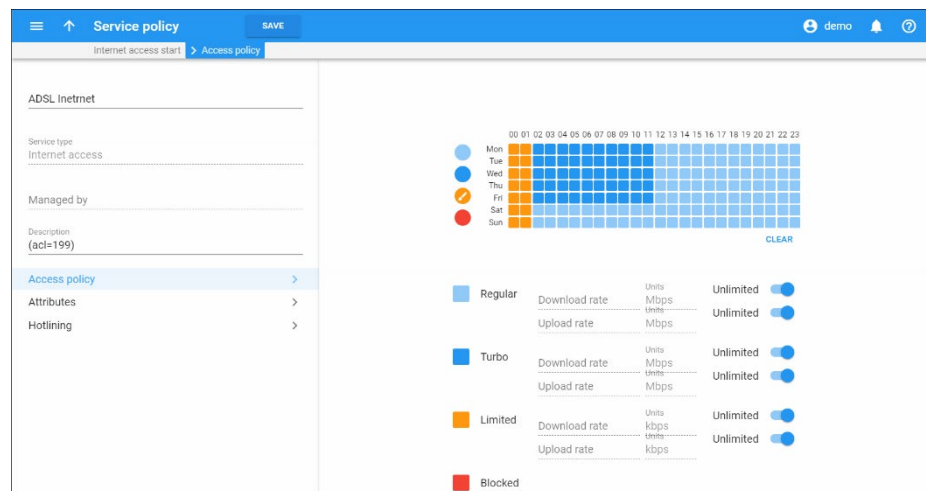 Service policy SAVE demo
Internet access start > Access policy
ADSL Inetrnet
Service type
Internet access
Managed by
Description
(acl=199)
Access policy
Attributes
Hotlining
00 01 02 03 04 05 06 07 08 09 10 11 12 13 14 15 16 17 18 19 20 21 22 23
Mon
Tue
Wed
Thu
Fri
Sat
Sun
CLEAR
Regular
Download rate
Units
Mbps
Unlimited
Upload rate
Units
Mbps
Unlimited
Turbo
Download rate
Units
Mbps
Unlimited
Upload rate
Units
Mbps
Unlimited
Limited
Download rate
Units
kbps
Unlimited
Upload rate
Units
kbps
Unlimited
Blocked